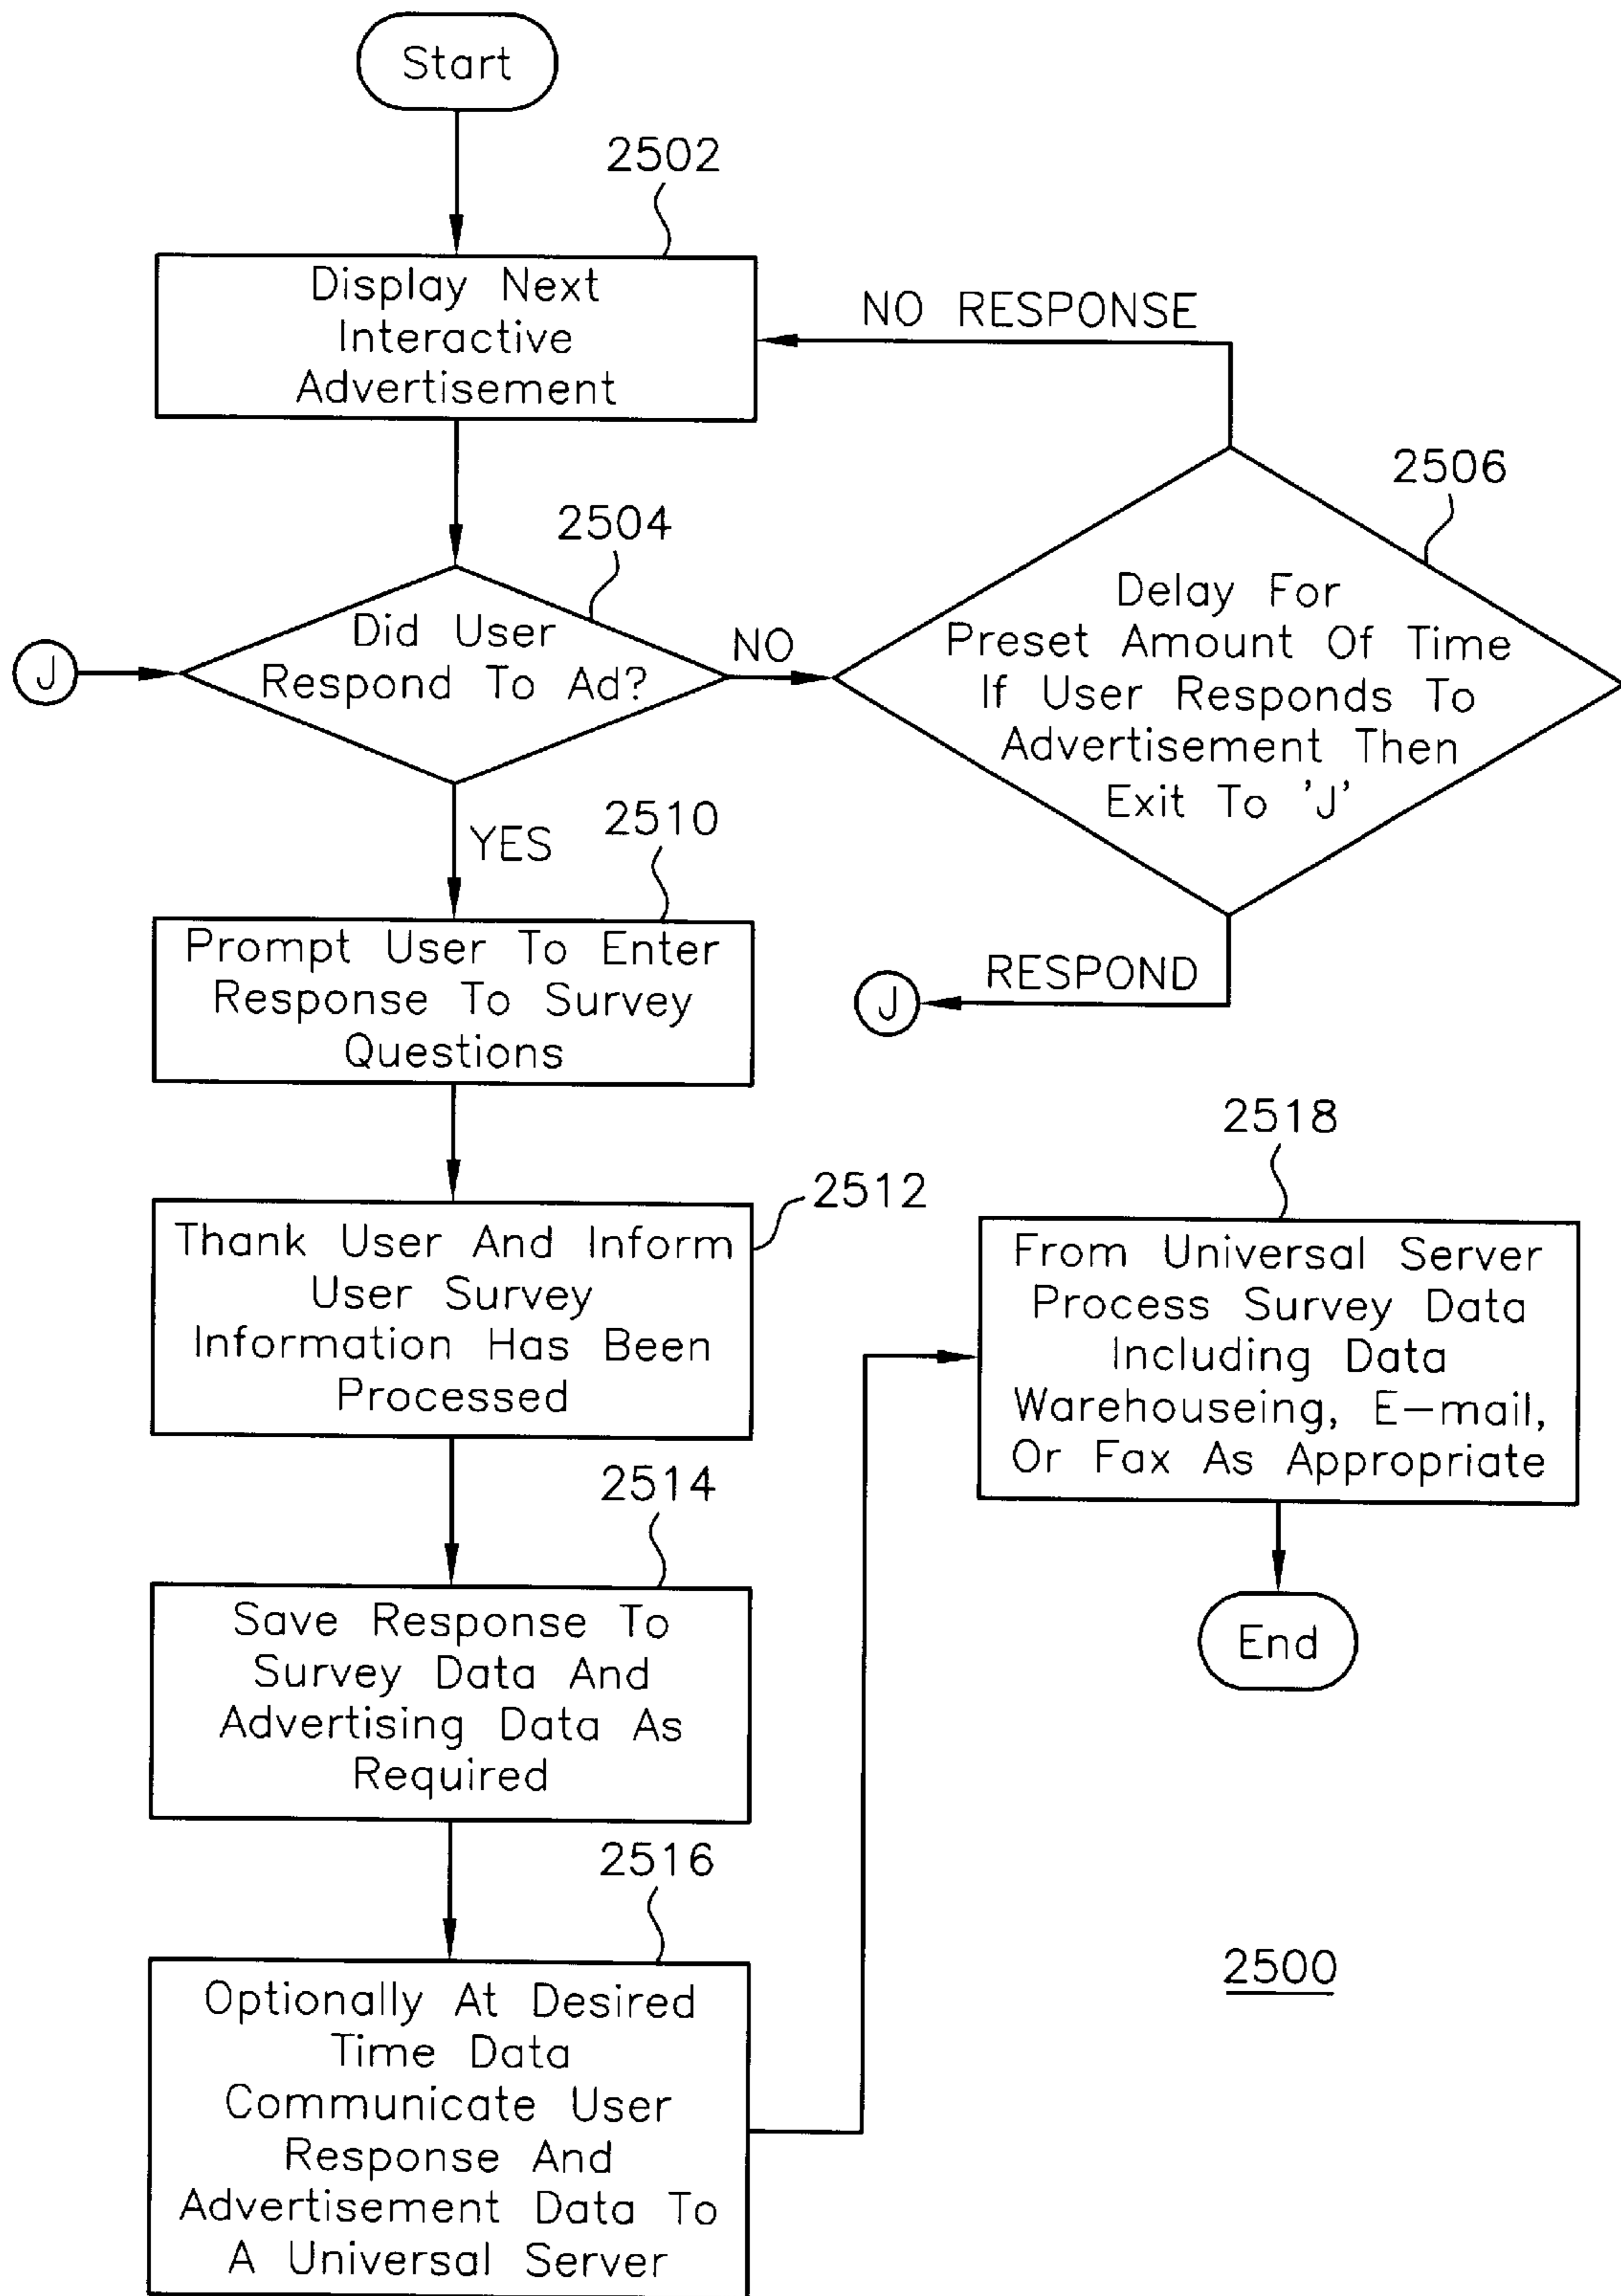 Start
2502
Display Next
Interactive
Advertisement
NO RESPONSE
2506
2504
Did User
Respond To Ad?
J
NO
Delay For
Preset Amount Of Time
If User Responds To
Advertisement Then
Exit To 'J'
YES
2510
Prompt User To Enter
Response To Survey
Questions
RESPOND
J
2512
Thank User And Inform
User Survey
Information Has Been
Processed
2514
Save Response To
Survey Data And
Advertising Data As
Required
2516
Optionally At Desired
Time Data
Communicate User
Response And
Advertisement Data To
A Universal Server
2518
From Universal Server
Process Survey Data
Including Data
Warehouseing, E-mail,
Or Fax As Appropriate
End
2500